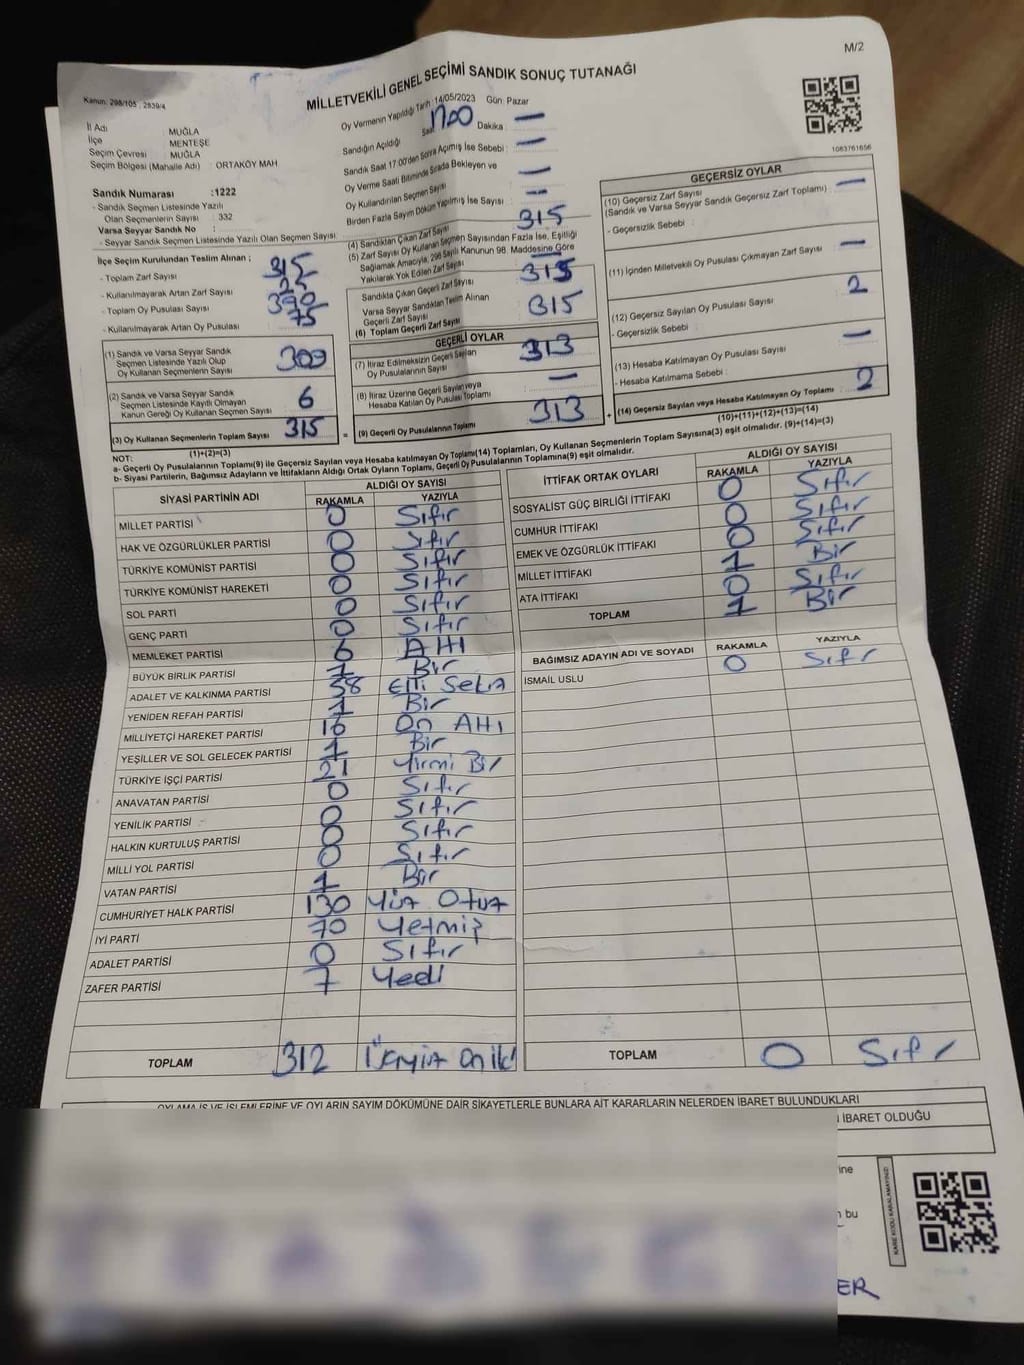 M/2
Kanun: 298/105 ; 2839/4
MİLLETVEKİLİ GENEL SEÇİMİ SANDIK SONUÇ TUTANAĞI
1083761656
İl Adı : MUĞLA
İlçe : MENTEŞE
Seçim Çevresi : MUĞLA
Seçim Bölgesi (Mahalle Adı) : ORTAKÖY MAH
Sandık Numarası : 1222
- Sandık Seçmen Listesinde Yazılı
Olan Seçmenlerin Sayısı : 332
Varsa Seyyar Sandık No :
- Seyyar Sandık Seçmen Listesinde Yazılı Olan Seçmen Sayısı
Oy Vermenin Yapıldığı Tarih :14/05/2023 Gün: Pazar
Sandığın Açıldığı Saat 1700 Dakika : —
Sandık Saat 17:00'den Sonra Açılmış İse Sebebi : —
Oy Verme Saati Bitiminde Sırada Bekleyen ve
Oy Kullandırılan Seçmen Sayısı —
Birden Fazla Sayım Döküm Yapılmış İse Sayısı : —
İlçe Seçim Kurulundan Teslim Alınan ;
- Toplam Zarf Sayısı
- Kullanılmayarak Artan Zarf Sayısı
- Toplam Oy Pusulası Sayısı 390
- Kullanılmayarak Artan Oy Pusulası 75
(1) Sandık ve Varsa Seyyar Sandık
Seçmen Listesinde Yazılı Olup
Oy Kullanan Seçmenlerin Sayısı 309
(2) Sandık ve Varsa Seyyar Sandık
Seçmen Listesinde Kayıtlı Olmayan
Kanun Gereği Oy Kullanan Seçmen Sayısı 6
(3) Oy Kullanan Seçmenlerin Toplam Sayısı 315
(1)+(2)=(3)
(4) Sandıktan Çıkan Zarf Sayısı 315
(5) Zarf Sayısı Oy Kullanan Seçmen Sayısından Fazla İse, Eşitliği
Sağlamak Amacıyla, 298 Sayılı Kanunun 98. Maddesine Göre
Yakılarak Yok Edilen Zarf Sayısı —
Sandıkta Çıkan Geçerli Zarf Sayısı 315
Varsa Seyyar Sandıktan Teslim Alınan
Geçerli Zarf Sayısı
(6) Toplam Geçerli Zarf Sayısı 315
GEÇERLİ OYLAR
(7) İtiraz Edilmeksizin Geçerli Sayılan
Oy Pusulalarının Sayısı 313
(8) İtiraz Üzerine Geçerli Sayılan veya
Hesaba Katılan Oy Pusulası Toplamı —
= (9) Geçerli Oy Pusulalarının Toplamı 313
GEÇERSİZ OYLAR
(10) Geçersiz Zarf Sayısı —
(Sandık ve Varsa Seyyar Sandık Geçersiz Zarf Toplamı)
- Geçersizlik Sebebi :
(11) İçinden Milletvekili Oy Pusulası Çıkmayan Zarf Sayısı —
(12) Geçersiz Sayılan Oy Pusulası Sayısı 2
- Geçersizlik Sebebi :
(13) Hesaba Katılmayan Oy Pusulası Sayısı —
- Hesaba Katılmama Sebebi :
+ (14) Geçersiz Sayılan veya Hesaba Katılmayan Oy Toplamı 2
(10)+(11)+(12)+(13)=(14)
NOT:
a- Geçerli Oy Pusulalarının Toplamı(9) ile Geçersiz Sayılan veya Hesaba katılmayan Oy Toplamı(14) Toplamları, Oy Kullanan Seçmenlerin Toplam Sayısına(3) eşit olmalıdır. (9)+(14)=(3)
b- Siyasi Partilerin, Bağımsız Adayların ve İttifakların Aldığı Ortak Oyların Toplamı, Geçerli Oy Pusulalarının Toplamına(9) eşit olmalıdır.
SİYASİ PARTİNİN ADI ALDIĞI OY SAYISI
RAKAMLA YAZIYLA
MİLLET PARTİSİ 0 Sıfır
HAK VE ÖZGÜRLÜKLER PARTİSİ 0 Sıfır
TÜRKİYE KOMÜNİST PARTİSİ 0 Sıfır
TÜRKİYE KOMÜNİST HAREKETİ 0 Sıfır
SOL PARTİ 0 Sıfır
GENÇ PARTİ 0 Sıfır
MEMLEKET PARTİSİ 6 Altı
BÜYÜK BİRLİK PARTİSİ 1 Bir
ADALET VE KALKINMA PARTİSİ 58 Elli Sekiz
YENİDEN REFAH PARTİSİ 1 Bir
MİLLİYETÇİ HAREKET PARTİSİ 16 On Altı
YEŞİLLER VE SOL GELECEK PARTİSİ 1 Bir
TÜRKİYE İŞÇİ PARTİSİ 21 Yirmi Bir
ANAVATAN PARTİSİ 0 Sıfır
YENİLİK PARTİSİ 0 Sıfır
HALKIN KURTULUŞ PARTİSİ 0 Sıfır
MİLLİ YOL PARTİSİ 0 Sıfır
VATAN PARTİSİ 1 Bir
CUMHURİYET HALK PARTİSİ 130 Yüz Otuz
İYİ PARTİ 70 Yetmiş
ADALET PARTİSİ 0 Sıfır
ZAFER PARTİSİ 7 Yedi
TOPLAM 312 Üçyüz on iki
İTTİFAK ORTAK OYLARI ALDIĞI OY SAYISI
RAKAMLA YAZIYLA
SOSYALİST GÜÇ BİRLİĞİ İTTİFAKI 0 Sıfır
CUMHUR İTTİFAKI 0 Sıfır
EMEK VE ÖZGÜRLÜK İTTİFAKI 0 Sıfır
MİLLET İTTİFAKI 1 Bir
ATA İTTİFAKI 0 Sıfır
TOPLAM 1 Bir
BAĞIMSIZ ADAYIN ADI VE SOYADI RAKAMLA YAZIYLA
İSMAİL USLU 0 Sıfır
TOPLAM 0 Sıfır
OYLAMA İŞ VE İŞLEMLERİNE VE OYLARIN SAYIM DÖKÜMÜNE DAİR ŞİKAYETLERLE BUNLARA AİT KARARLARIN NELERDEN İBARET BULUNDUKLARI
İBARET OLDUĞU
bu
KARE KODU KARALAMAYINIZ!